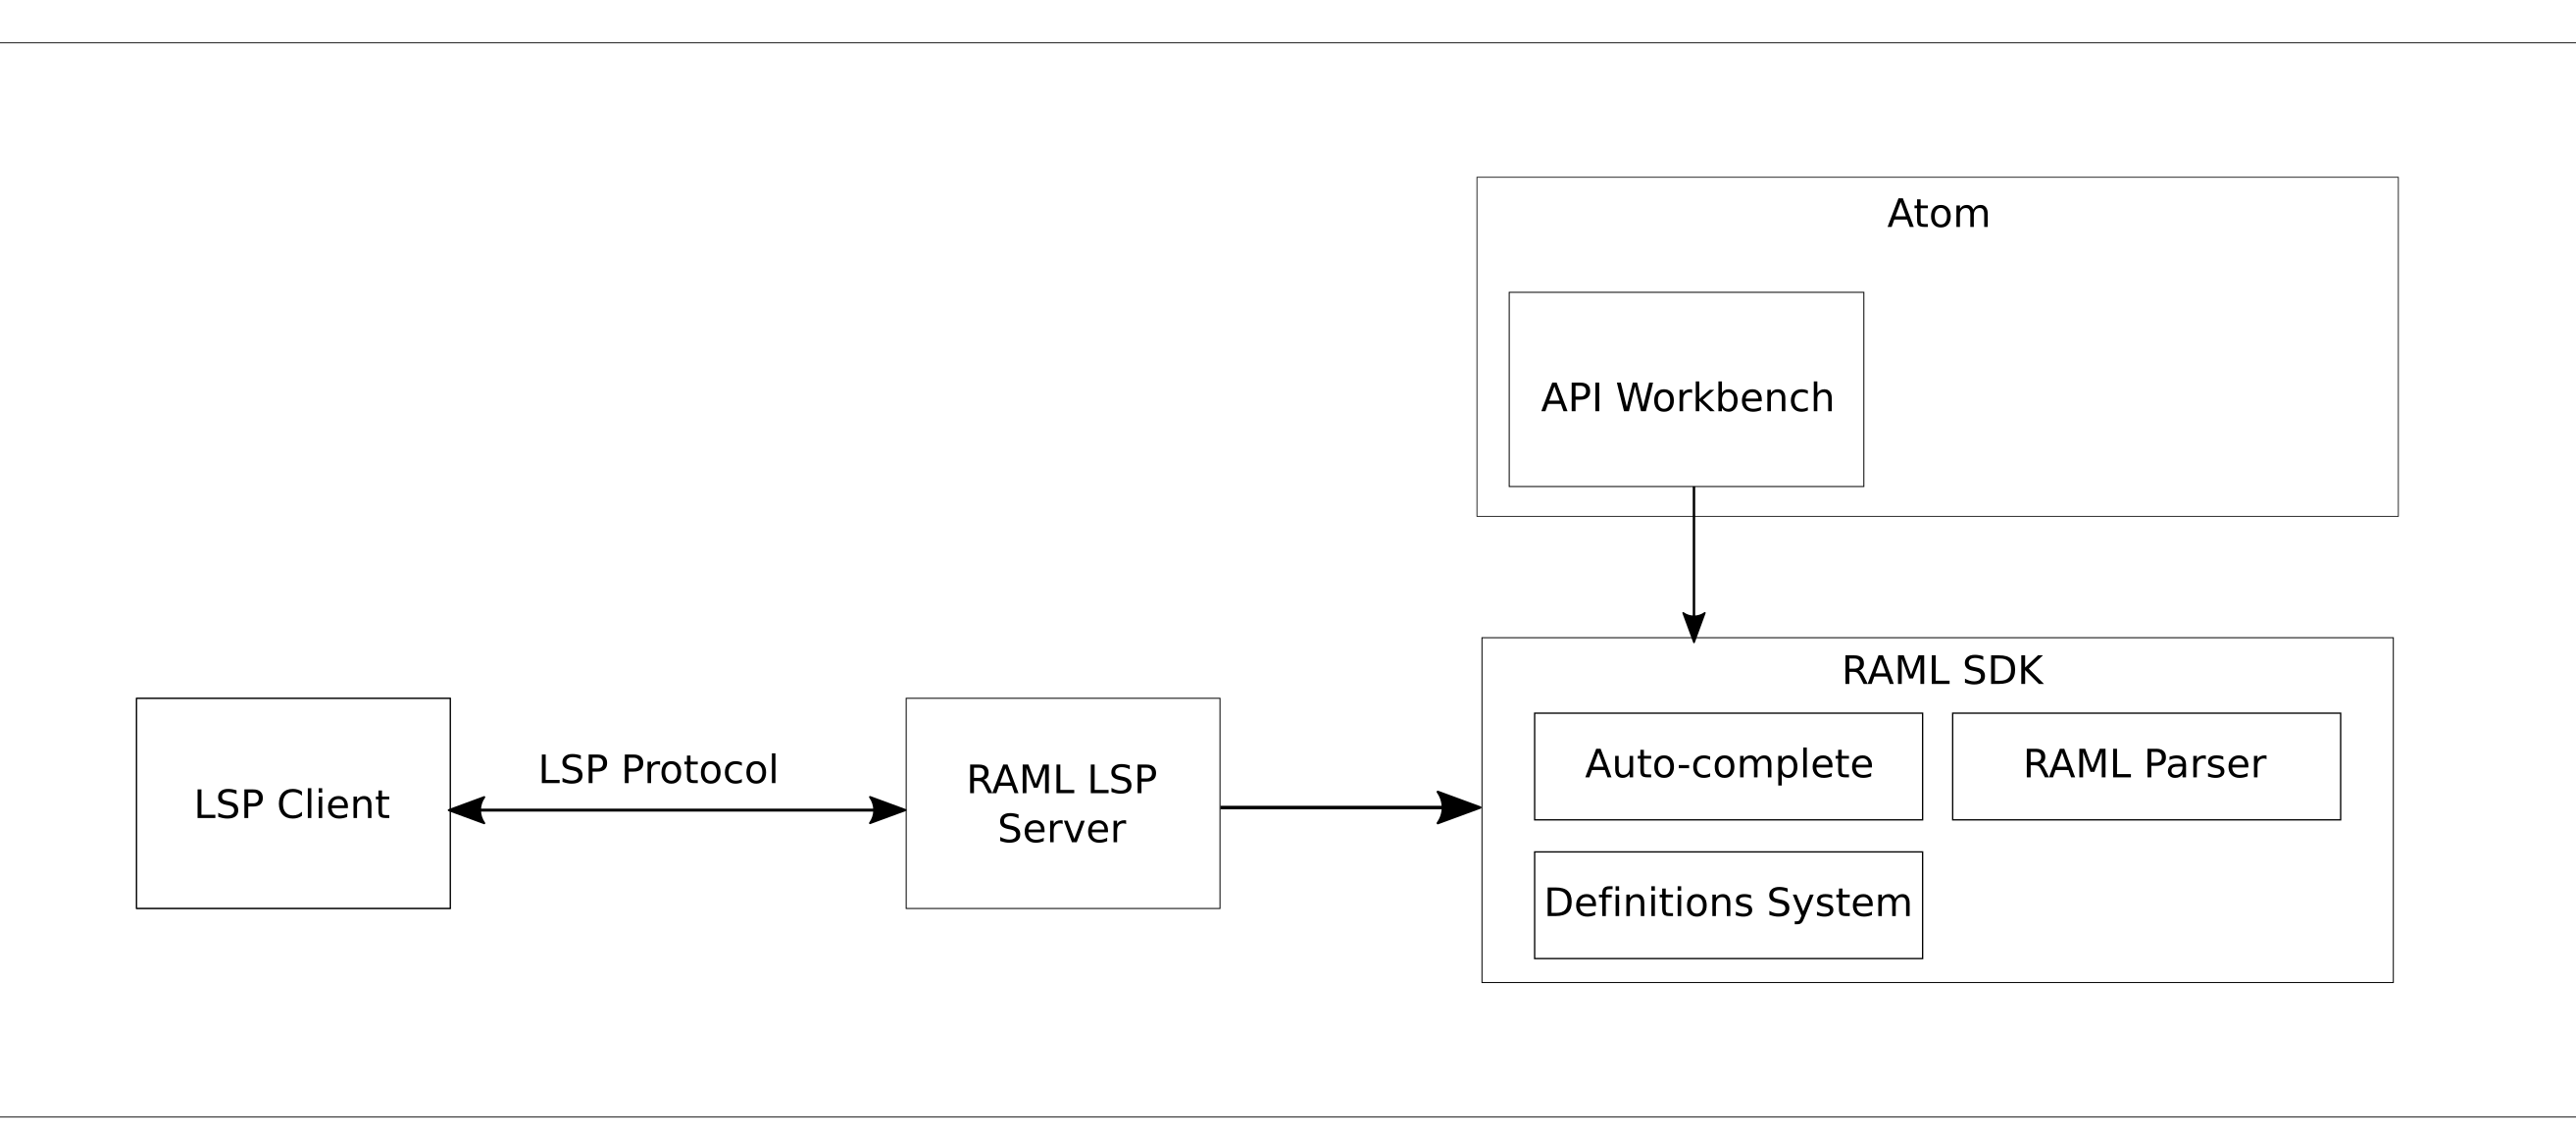 Atom
API Workbench
RAML SDK
LSP Client
LSP Protocol
RAML LSP
Server
Auto-complete
RAML Parser
Definitions System